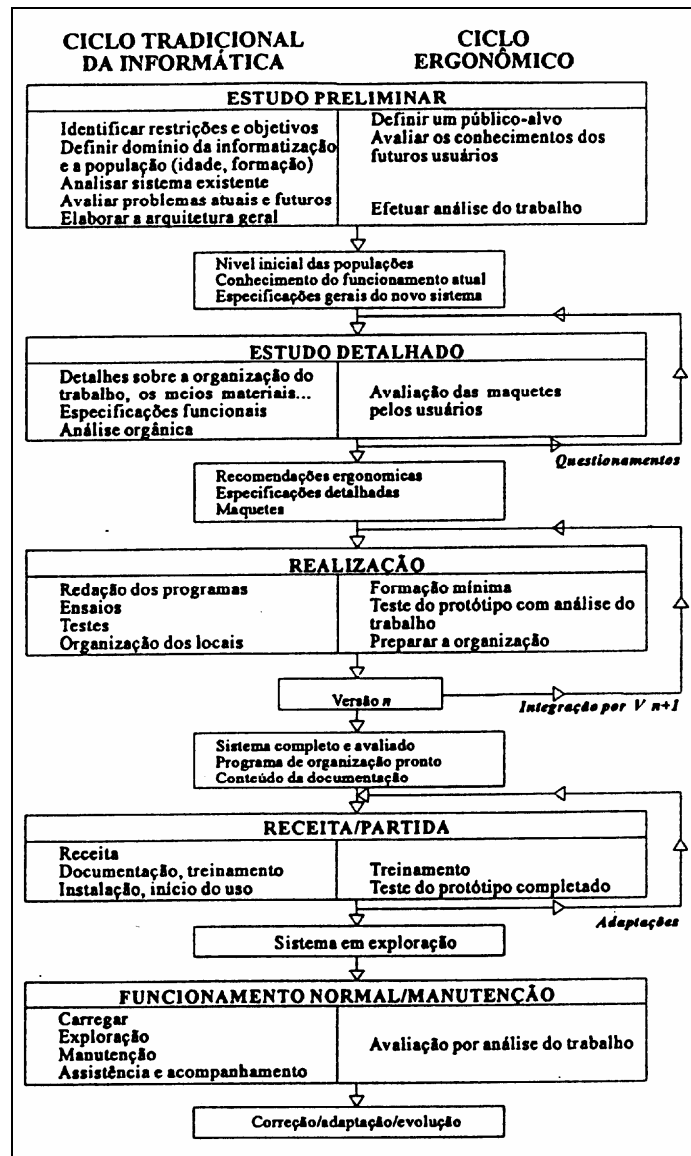 CICLO TRADICIONAL
DA INFORMÁTICA
CICLO
ERGONÔMICO
ESTUDO PRELIMINAR
Identificar restrições e objetivos
Definir domínio da informatização
e a população (idade, formação)
Analisar sistema existente
Avaliar problemas atuais e futuros
Elaborar a arquitetura geral
Definir um público-alvo
Avaliar os conhecimentos dos
futuros usuários
Efetuar análise do trabalho
Nivel inicial das populações
Conhecimento do funcionamento atual
Especificações gerais do novo sistema
ESTUDO DETALHADO
Detalhes sobre a organização do
trabalho, os meios materiais...
Especificações funcionais
Análise orgânica
Avaliação das maquetes
pelos usuários
Questionamentos
Recomendações ergonomicas
Especificações detalhadas
Maquetes
REALIZAÇÃO
Redação dos programas
Ensaios
Testes
Organização dos locais
Formação mínima
Teste do protótipo com análise do
trabalho
Preparar a organização
Versão n
Integração por V n+1
Sistema completo e avaliado
Programa de organização pronto
Conteúdo da documentação
RECEITA/PARTIDA
Receita
Documentação, treinamento
Instalação, início do uso
Treinamento
Teste do protótipo completado
Adaptações
Sistema em exploração
FUNCIONAMENTO NORMAL/MANUTENÇÃO
Carregar
Exploração
Manutenção
Assistência e acompanhamento
Avaliação por análise do trabalho
Correção/adaptação/evolução